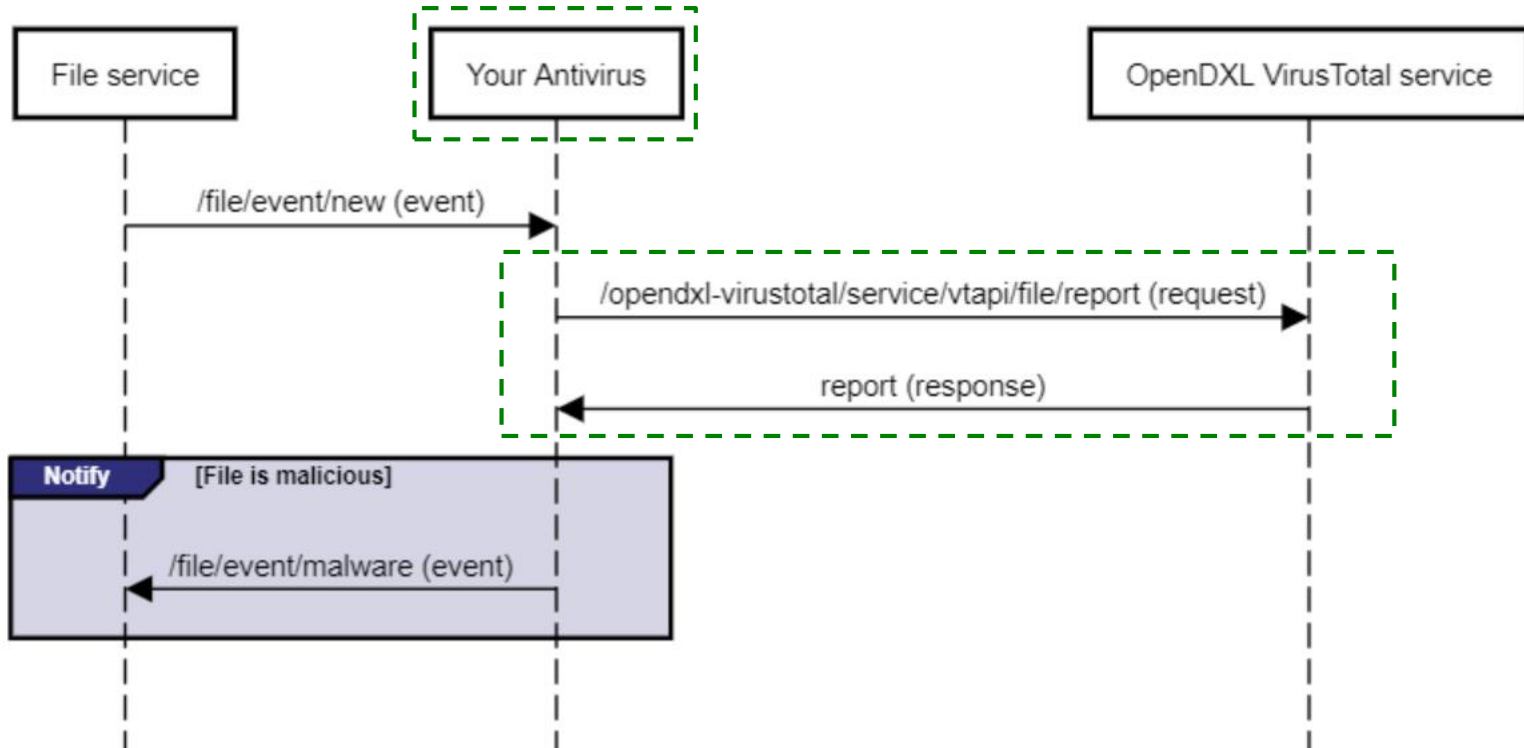 File service
Your Antivirus
OpenDXL VirusTotal service
/file/event/new (event)
/opendxl-virustotal/service/vtapi/file/report (request)
report (response)
Notify
[File is malicious]
/file/event/malware (event)